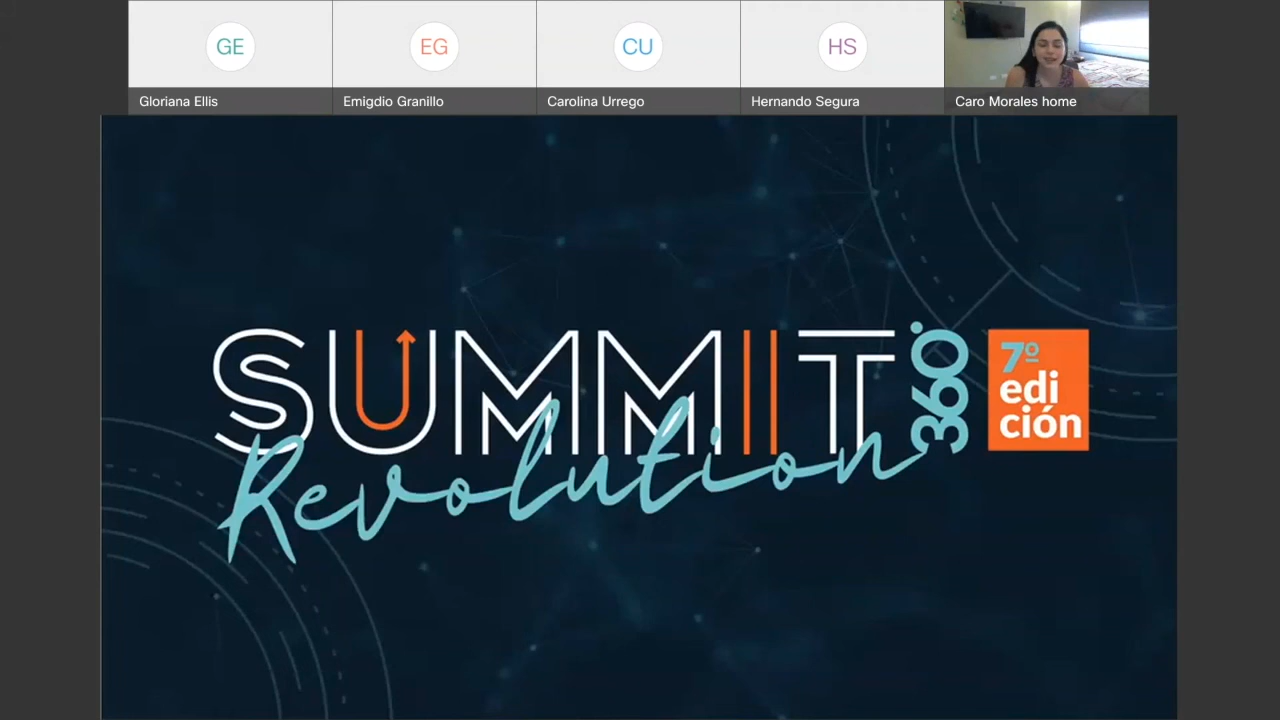 GE
EG
CU
HS
Gloriana Ellis
Emigdio Granillo
Carolina Urrego
Hernando Segura
Caro Morales home
SUMMIT 360°
Revolution
7º
edi
ción